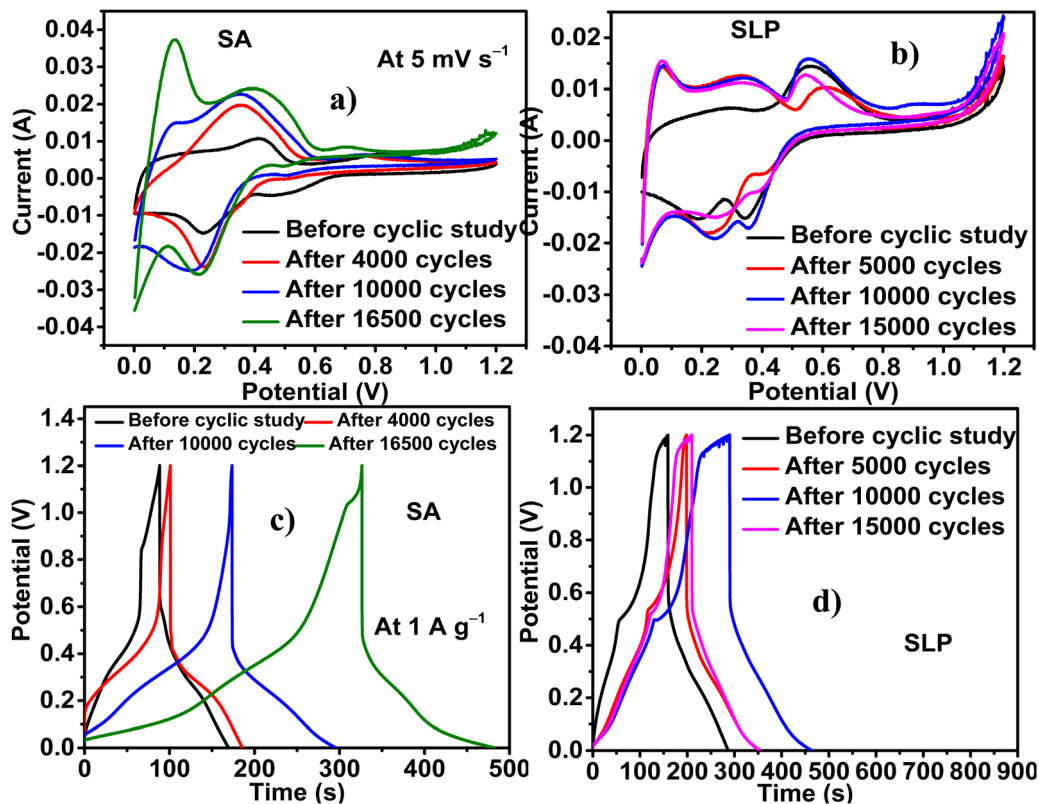 SA
At 5 mV s⁻¹
a)
0.04
0.03
0.02
0.01
0.00
-0.01
-0.02
-0.03
-0.04
Current (A)
Before cyclic study
After 4000 cycles
After 10000 cycles
After 16500 cycles
0.0 0.2 0.4 0.6 0.8 1.0 1.2
Potential (V)
SLP
b)
0.02
0.01
0.00
-0.01
-0.02
-0.03
-0.04
Current (A)
Before cyclic study
After 5000 cycles
After 10000 cycles
After 15000 cycles
0.0 0.2 0.4 0.6 0.8 1.0 1.2
Potential (V)
Before cyclic study After 4000 cycles
After 10000 cycles After 16500 cycles
1.4
1.2
1.0
0.8
0.6
0.4
0.2
0.0
Potential (V)
SA
c)
At 1 A g⁻¹
0 100 200 300 400 500
Time (s)
1.2
1.0
0.8
0.6
0.4
0.2
0.0
Potential (V)
Before cyclic study
After 5000 cycles
After 10000 cycles
After 15000 cycles
d)
SLP
0 100 200 300 400 500 600 700 800 900
Time (s)